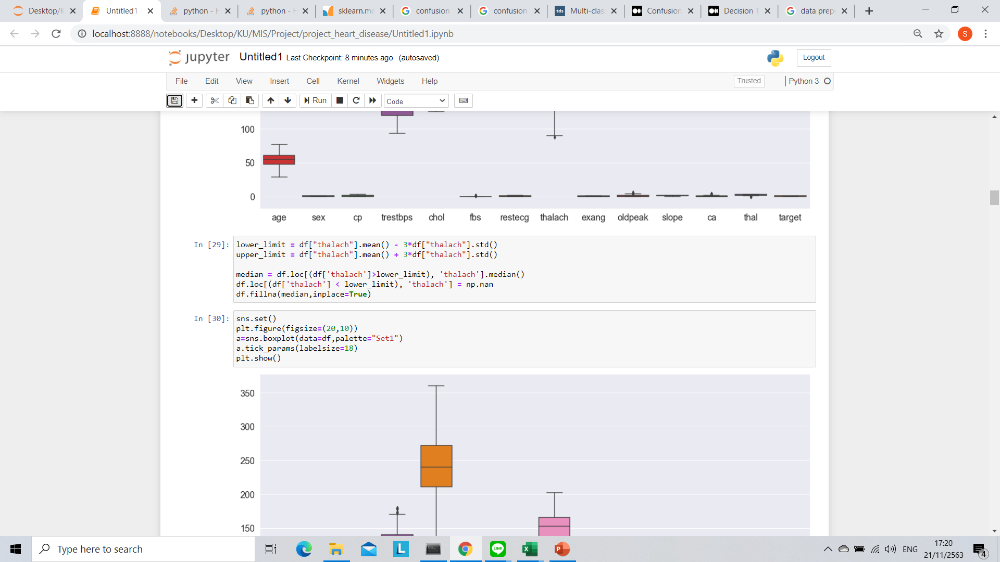 Desktop/K
Untitled1
python - H
python - H
sklearn.me
confusion
confusion
tds
Multi-clas
Confusion
Decision T
data prep
localhost:8888/notebooks/Desktop/KU/MIS/Project/project_heart_disease/Untitled1.ipynb
S
jupyter Untitled1 Last Checkpoint: 8 minutes ago (autosaved)
Logout
File Edit View Insert Cell Kernel Widgets Help
Trusted
Python 3
Run
Code
100
50
0
age sex cp trestbps chol fbs restecg thalach exang oldpeak slope ca thal target
In [29]:
lower_limit = df["thalach"].mean() - 3*df["thalach"].std()
upper_limit = df["thalach"].mean() + 3*df["thalach"].std()
median = df.loc[(df['thalach']>lower_limit), 'thalach'].median()
df.loc[(df['thalach'] < lower_limit), 'thalach'] = np.nan
df.fillna(median,inplace=True)
In [30]:
sns.set()
plt.figure(figsize=(20,10))
a=sns.boxplot(data=df,palette="Set1")
a.tick_params(labelsize=18)
plt.show()
350
300
250
200
150
Type here to search
L
LINE
X
P
ENG
17:20
21/11/2563
4